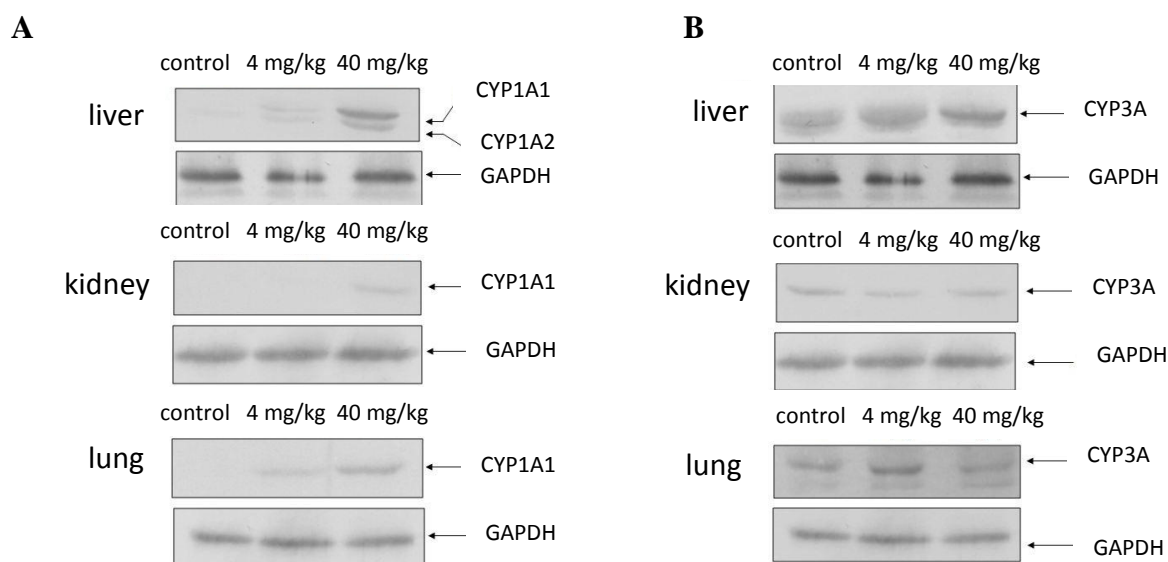 A
control 4 mg/kg 40 mg/kg
liver
CYP1A1
CYP1A2
GAPDH
control 4 mg/kg 40 mg/kg
kidney
CYP1A1
GAPDH
control 4 mg/kg 40 mg/kg
lung
CYP1A1
GAPDH
B
control 4 mg/kg 40 mg/kg
liver
CYP3A
GAPDH
control 4 mg/kg 40 mg/kg
kidney
CYP3A
GAPDH
control 4 mg/kg 40 mg/kg
lung
CYP3A
GAPDH